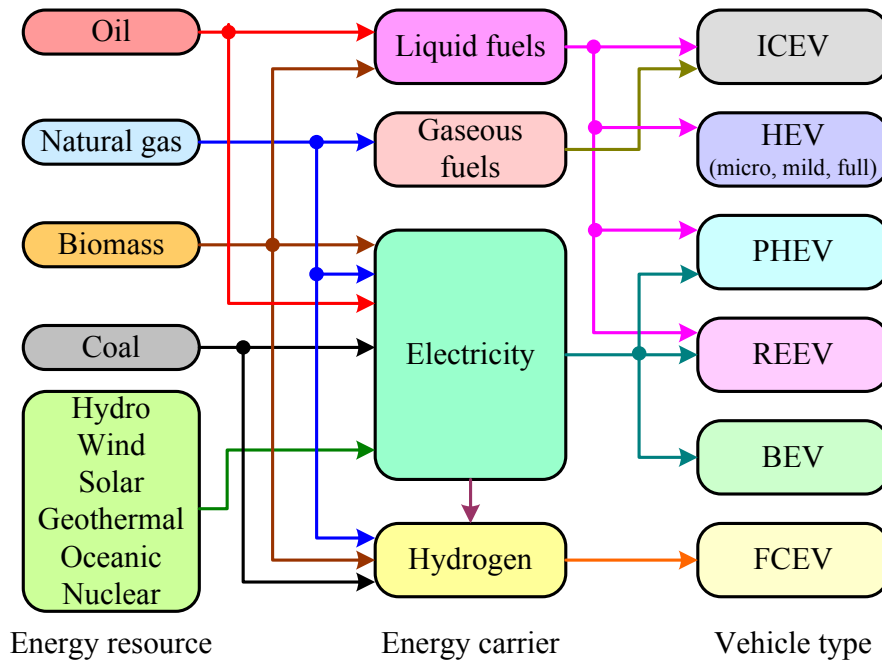 Oil
Natural gas
Biomass
Coal
Hydro
Wind
Solar
Geothermal
Oceanic
Nuclear
Energy resource
Liquid fuels
Gaseous
fuels
Electricity
Hydrogen
Energy carrier
ICEV
HEV
(micro, mild, full)
PHEV
REEV
BEV
FCEV
Vehicle type